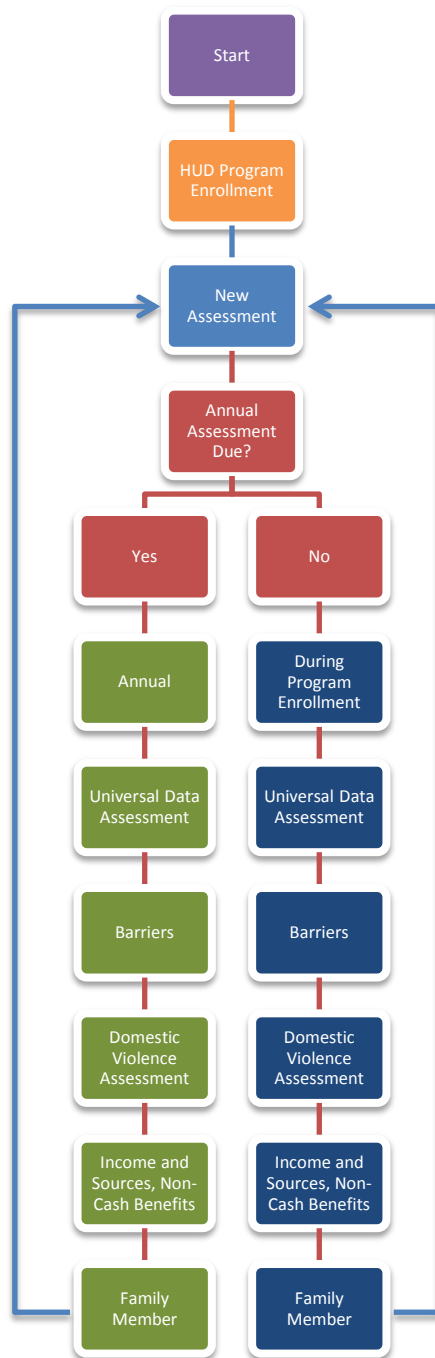 Start
HUD Program
Enrollment
New
Assessment
Annual
Assessment
Due?
Yes
No
Annual
During
Program
Enrollment
Universal Data
Assessment
Universal Data
Assessment
Barriers
Barriers
Domestic
Violence
Assessment
Domestic
Violence
Assessment
Income and
Sources, Non-
Cash Benefits
Income and
Sources, Non-
Cash Benefits
Family
Member
Family
Member